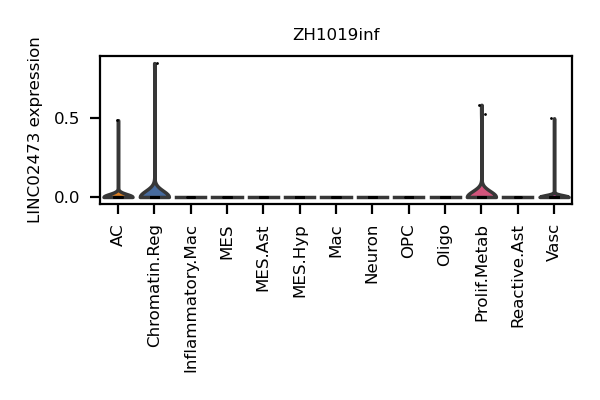 ZH1019inf
LINC02473 expression
0.5
0.0
AC
Chromatin.Reg
Inflammatory.Mac
MES
MES.Ast
MES.Hyp
Mac
Neuron
OPC
Oligo
Prolif.Metab
Reactive.Ast
Vasc